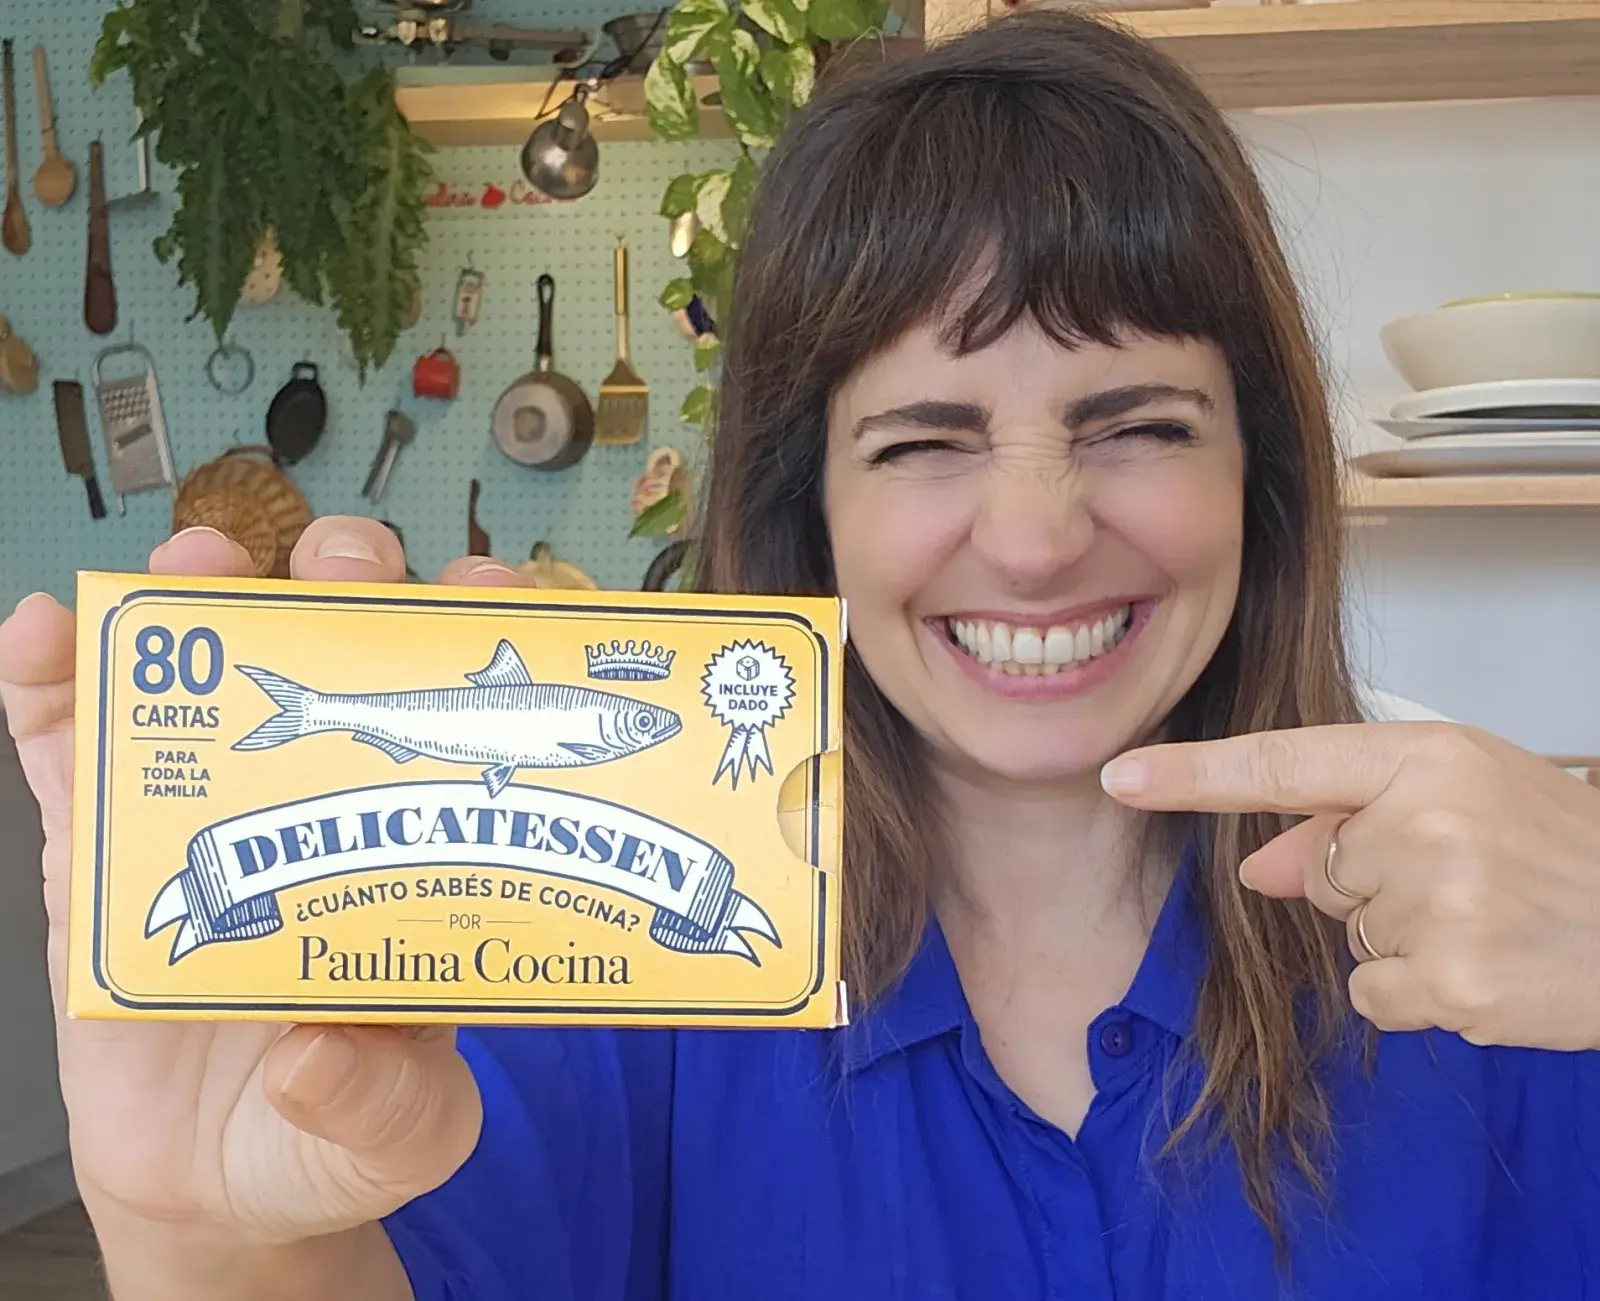 80
CARTAS
PARA
TODA LA
FAMILIA
INCLUYE
DADO
DELICATESSEN
¿CUÁNTO SABÉS DE COCINA?
POR
Paulina Cocina